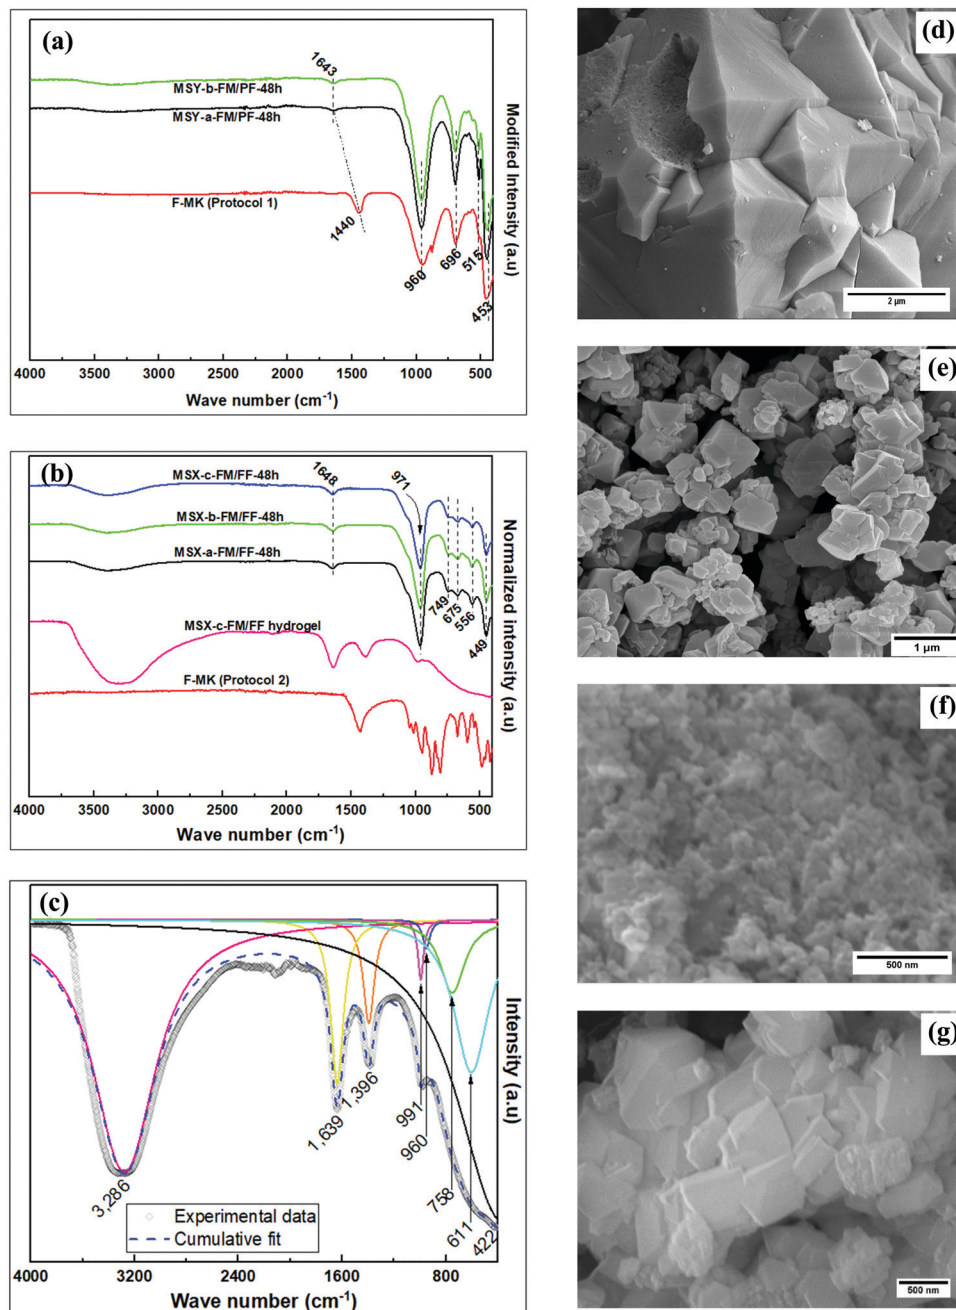 (a)
1643
MSY-b-FM/PF-48h
MSY-a-FM/PF-48h
F-MK (Protocol 1)
1440
960
696
515
453
4000 3500 3000 2500 2000 1500 1000 500
Wave number (cm-1)
Modified Intensity (a.u)
(b)
MSX-c-FM/FF-48h
1648
971
MSX-b-FM/FF-48h
MSX-a-FM/FF-48h
749
675
556
449
MSX-c-FM/FF hydrogel
F-MK (Protocol 2)
4000 3500 3000 2500 2000 1500 1000 500
Wave number (cm-1)
Normalized intensity (a.u)
(c)
3,286
1,639
1,396
991
960
758
611
422
Experimental data
Cumulative fit
4000 3200 2400 1600 800
Wave number (cm-1)
Intensity (a.u)
(d)
2 µm
(e)
1 µm
(f)
500 nm
(g)
500 nm